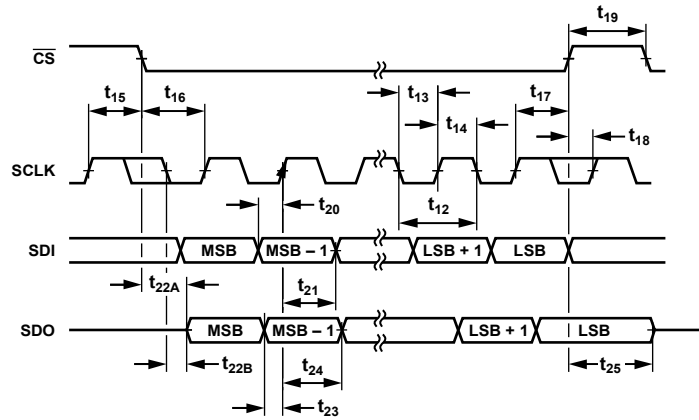 t19
CS
t15 t16 t13 t17
t14 t18
SCLK
t20 t12
SDI MSB MSB – 1 LSB + 1 LSB
t22A t21
SDO MSB MSB – 1 LSB + 1 LSB
t22B t24 t25
t23